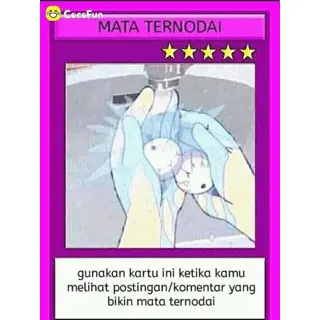 CocoFun
MATA TERNODAI
gunakan kartu ini ketika kamu
melihat postingan/komentar yang
bikin mata ternodai